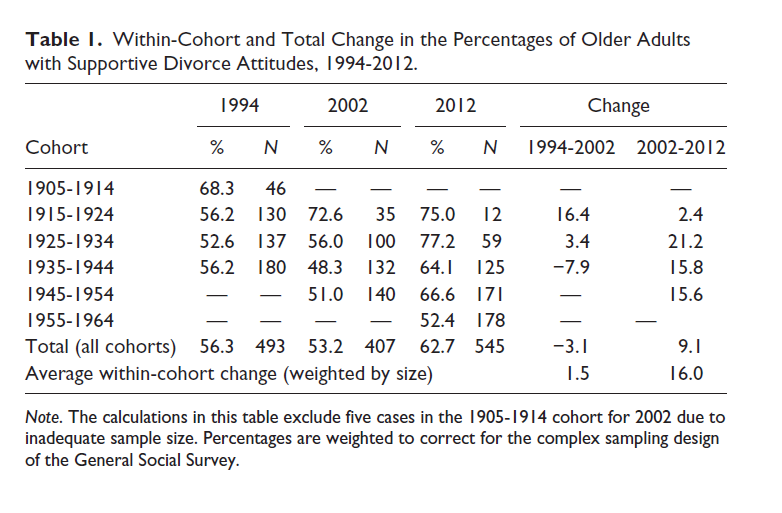 Table 1. Within-Cohort and Total Change in the Percentages of Older Adults
with Supportive Divorce Attitudes, 1994-2012.
1994 2002 2012 Change
Cohort % N % N % N 1994-2002 2002-2012
1905-1914 68.3 46 — — — — — —
1915-1924 56.2 130 72.6 35 75.0 12 16.4 2.4
1925-1934 52.6 137 56.0 100 77.2 59 3.4 21.2
1935-1944 56.2 180 48.3 132 64.1 125 −7.9 15.8
1945-1954 — — 51.0 140 66.6 171 — 15.6
1955-1964 — — — — 52.4 178 — —
Total (all cohorts) 56.3 493 53.2 407 62.7 545 −3.1 9.1
Average within-cohort change (weighted by size) 1.5 16.0
Note. The calculations in this table exclude five cases in the 1905-1914 cohort for 2002 due to
inadequate sample size. Percentages are weighted to correct for the complex sampling design
of the General Social Survey.